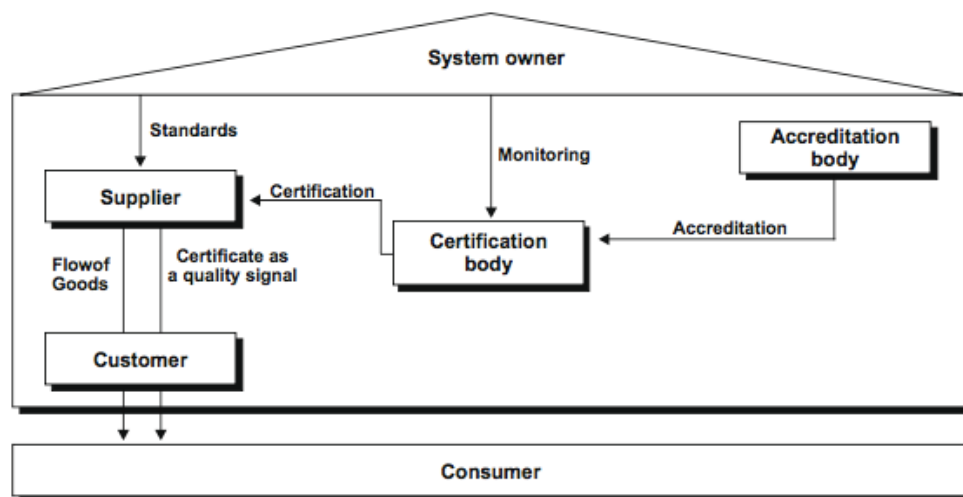 System owner
Standards
Monitoring
Accreditation
body
Supplier
Certification
Certification
body
Accreditation
Flowof
Goods
Certificate as
a quality signal
Customer
Consumer